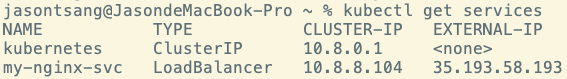 jasontsang@JasondeMacBook-Pro ~ % kubectl get services
NAME TYPE CLUSTER-IP EXTERNAL-IP
kubernetes ClusterIP 10.8.0.1 <none>
my-nginx-svc LoadBalancer 10.8.8.104 35.193.58.193